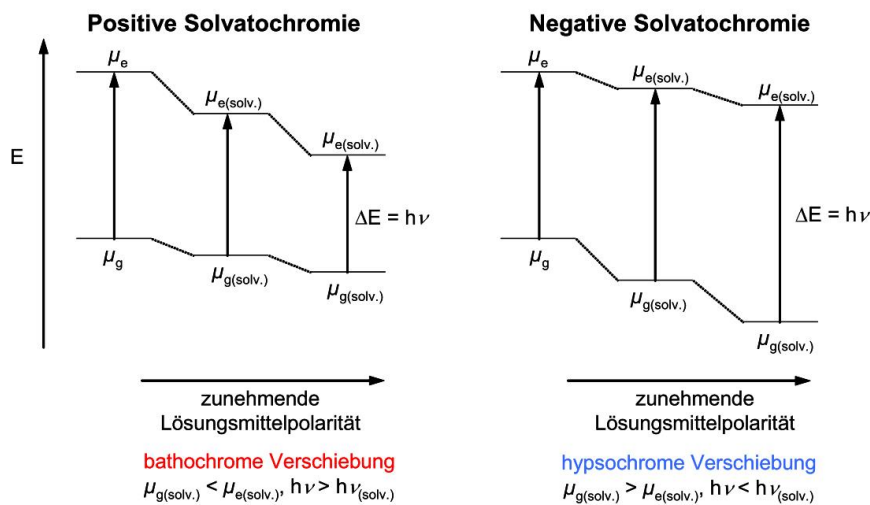 Positive Solvatochromie
μe
μe(solv.)
μe(solv.)
E
ΔE = hν
μg
μg(solv.)
μg(solv.)
zunehmende
Lösungsmittelpolarität
bathochrome Verschiebung
μg(solv.) < μe(solv.), hν > hν(solv.)
Negative Solvatochromie
μe
μe(solv.)
μe(solv.)
ΔE = hν
μg
μg(solv.)
μg(solv.)
zunehmende
Lösungsmittelpolarität
hypsochrome Verschiebung
μg(solv.) > μe(solv.), hν < hν(solv.)